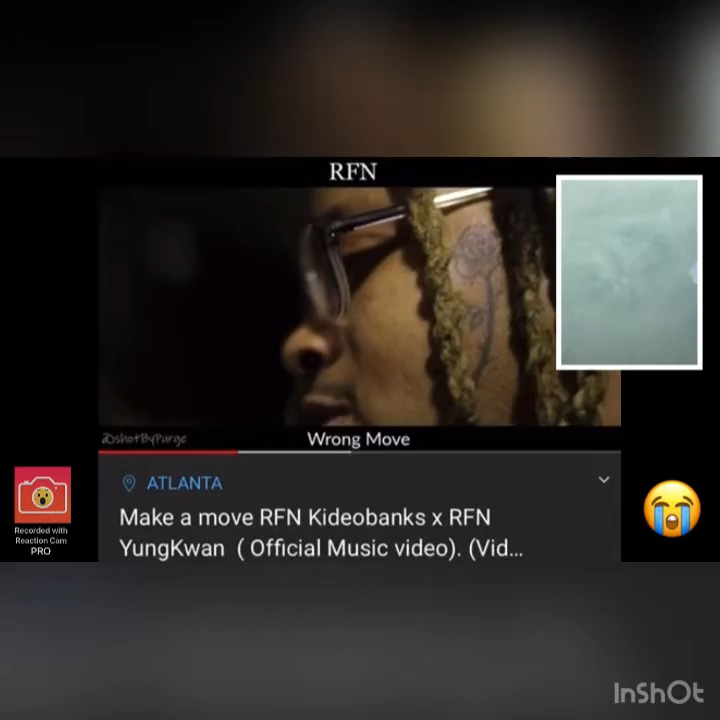 RFN
@shotByPurge
Wrong Move
ATLANTA
Make a move RFN Kideobanks x RFN
YungKwan ( Official Music video). (Vid...
Recorded with
Reaction Cam
PRO
InShOt